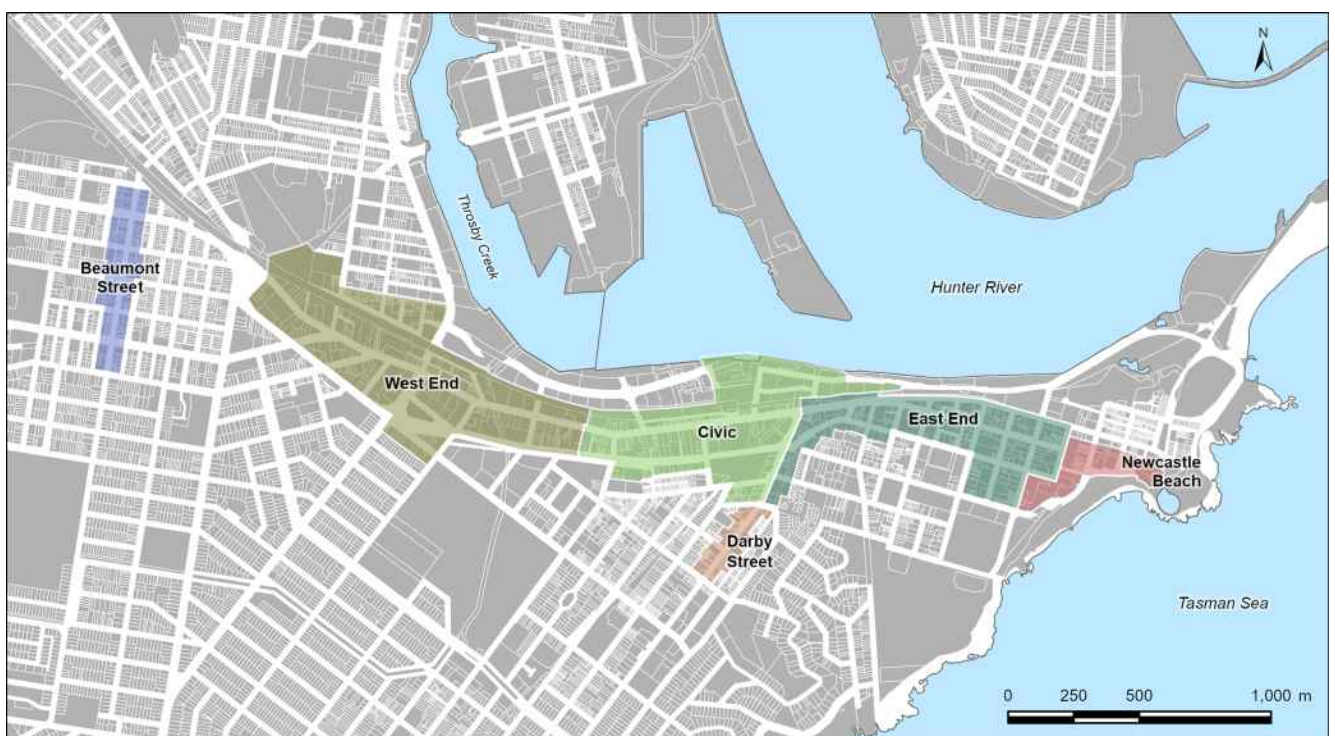 N
Throsby Creek
Beaumont
Street
Hunter River
West End
Civic
East End
Newcastle
Beach
Darby
Street
Tasman Sea
0 250 500 1,000 m